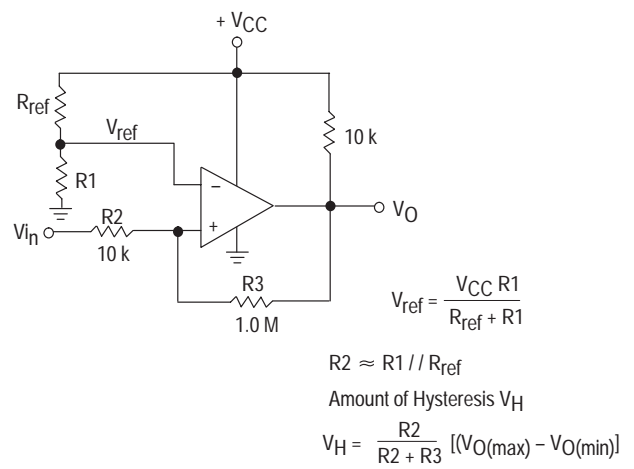 + VCC
Rref
Vref
10 k
R1
–
Vin
R2
+
VO
10 k
R3
1.0 M
Vref = VCC R1 / Rref + R1
R2 ≈ R1 // Rref
Amount of Hysteresis VH
VH = R2 / R2 + R3 [(VO(max) – VO(min)]